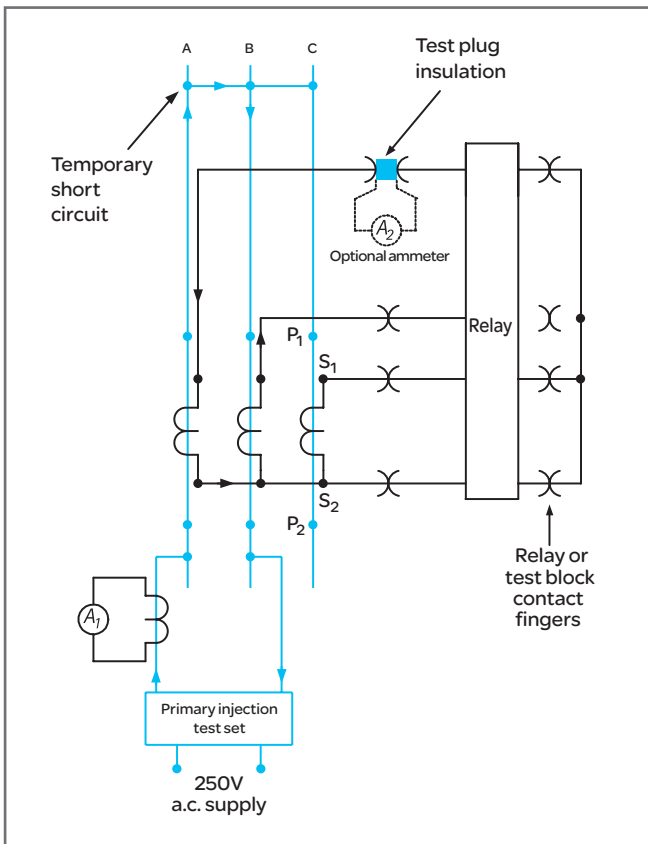 A B C
Test plug
insulation
Temporary
short
circuit
A2
Optional ammeter
Relay
P1
S1
S2
P2
A1
Relay or
test block
contact
fingers
Primary injection
test set
250V
a.c. supply